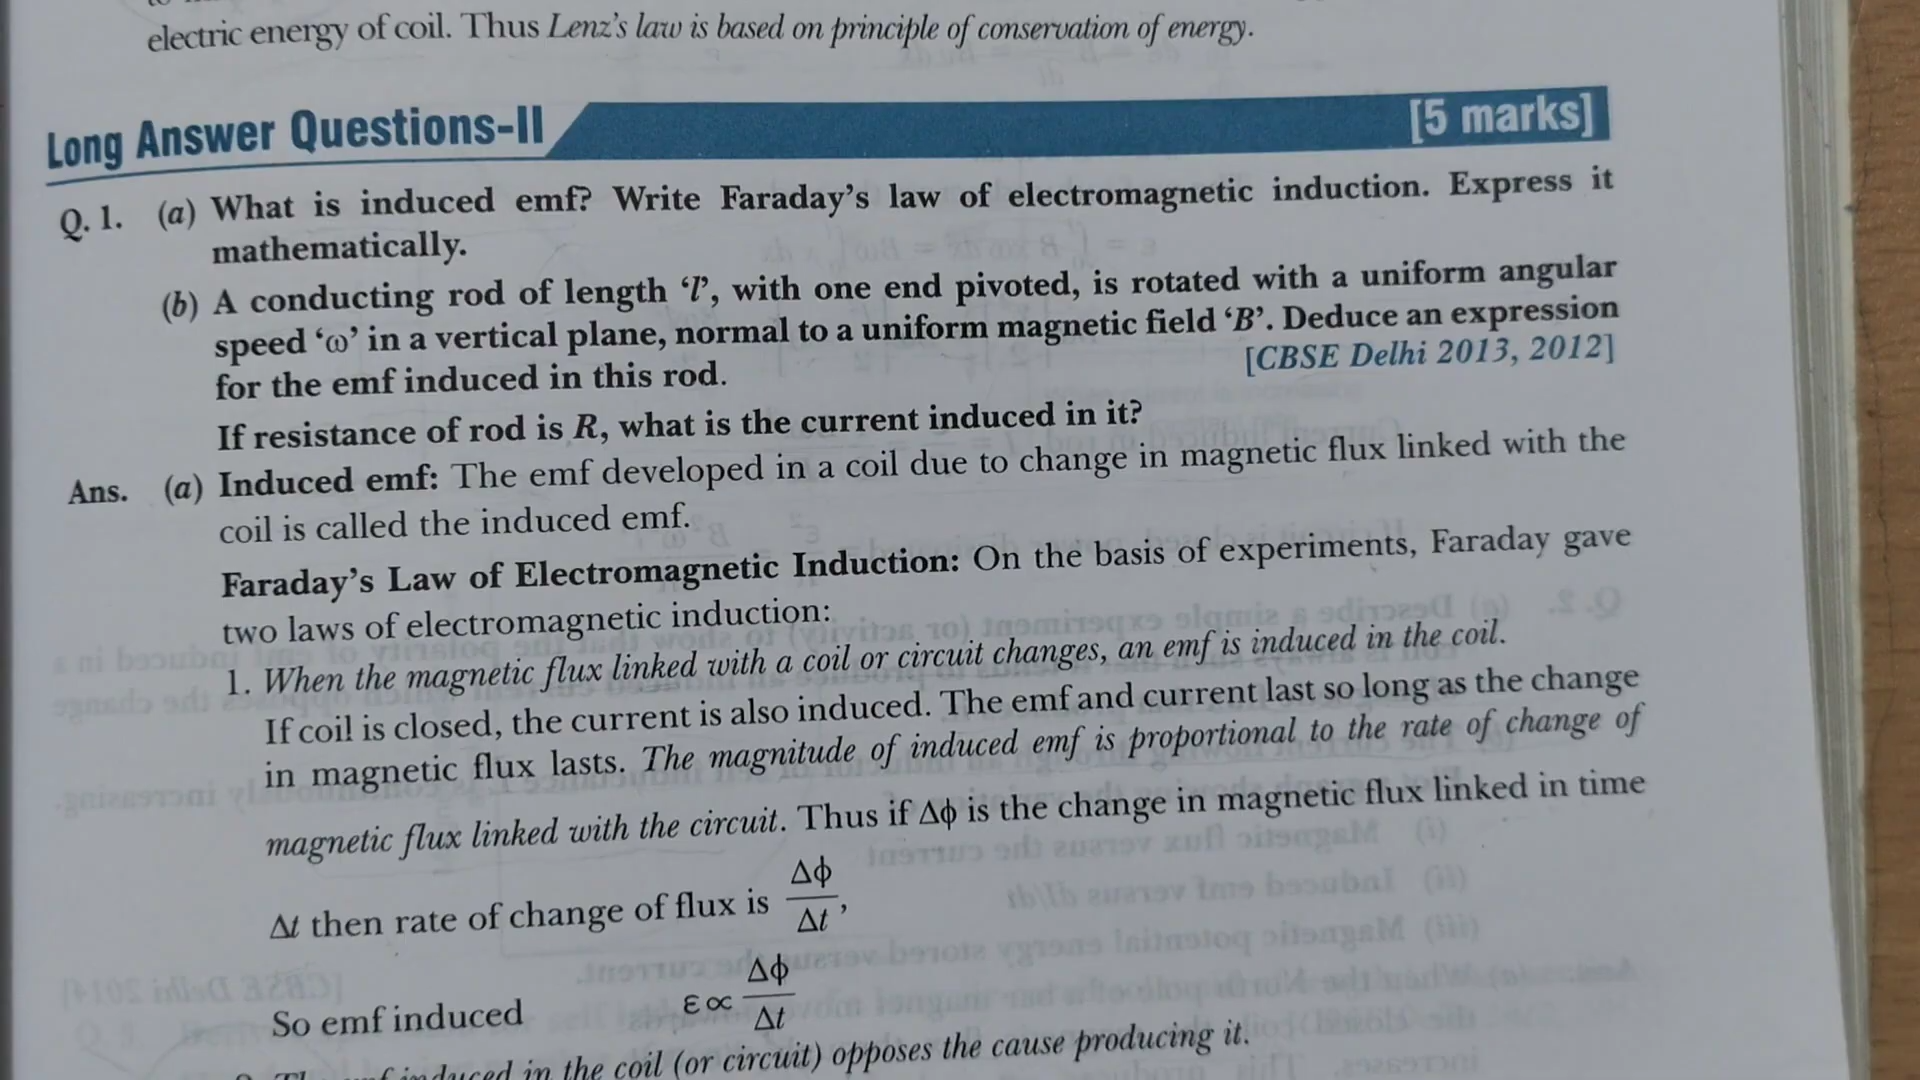 electric energy of coil. Thus Lenz's law is based on principle of conservation of energy.
Long Answer Questions-II [5 marks]
Q. 1. (a) What is induced emf? Write Faraday's law of electromagnetic induction. Express it
mathematically.
(b) A conducting rod of length ‘l’, with one end pivoted, is rotated with a uniform angular
speed ‘ω’ in a vertical plane, normal to a uniform magnetic field ‘B’. Deduce an expression
for the emf induced in this rod. [CBSE Delhi 2013, 2012]
If resistance of rod is R, what is the current induced in it?
Ans. (a) Induced emf: The emf developed in a coil due to change in magnetic flux linked with the
coil is called the induced emf.
Faraday's Law of Electromagnetic Induction: On the basis of experiments, Faraday gave
two laws of electromagnetic induction:
1. When the magnetic flux linked with a coil or circuit changes, an emf is induced in the coil.
If coil is closed, the current is also induced. The emf and current last so long as the change
in magnetic flux lasts. The magnitude of induced emf is proportional to the rate of change of
magnetic flux linked with the circuit. Thus if Δϕ is the change in magnetic flux linked in time
Δt then rate of change of flux is Δϕ/Δt,
So emf induced ε ∝ Δϕ/Δt
induced in the coil (or circuit) opposes the cause producing it.